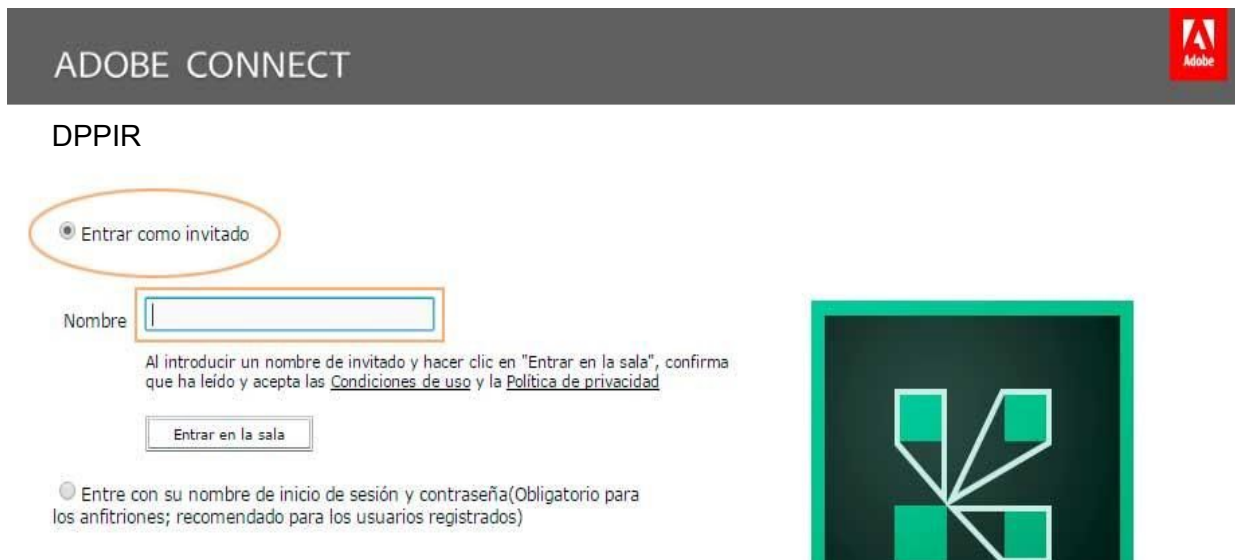 ADOBE CONNECT
Adobe
DPPIR
Entrar como invitado
Nombre
Al introducir un nombre de invitado y hacer clic en "Entrar en la sala", confirma
que ha leído y acepta las Condiciones de uso y la Política de privacidad
Entrar en la sala
Entre con su nombre de inicio de sesión y contraseña(Obligatorio para
los anfitriones; recomendado para los usuarios registrados)